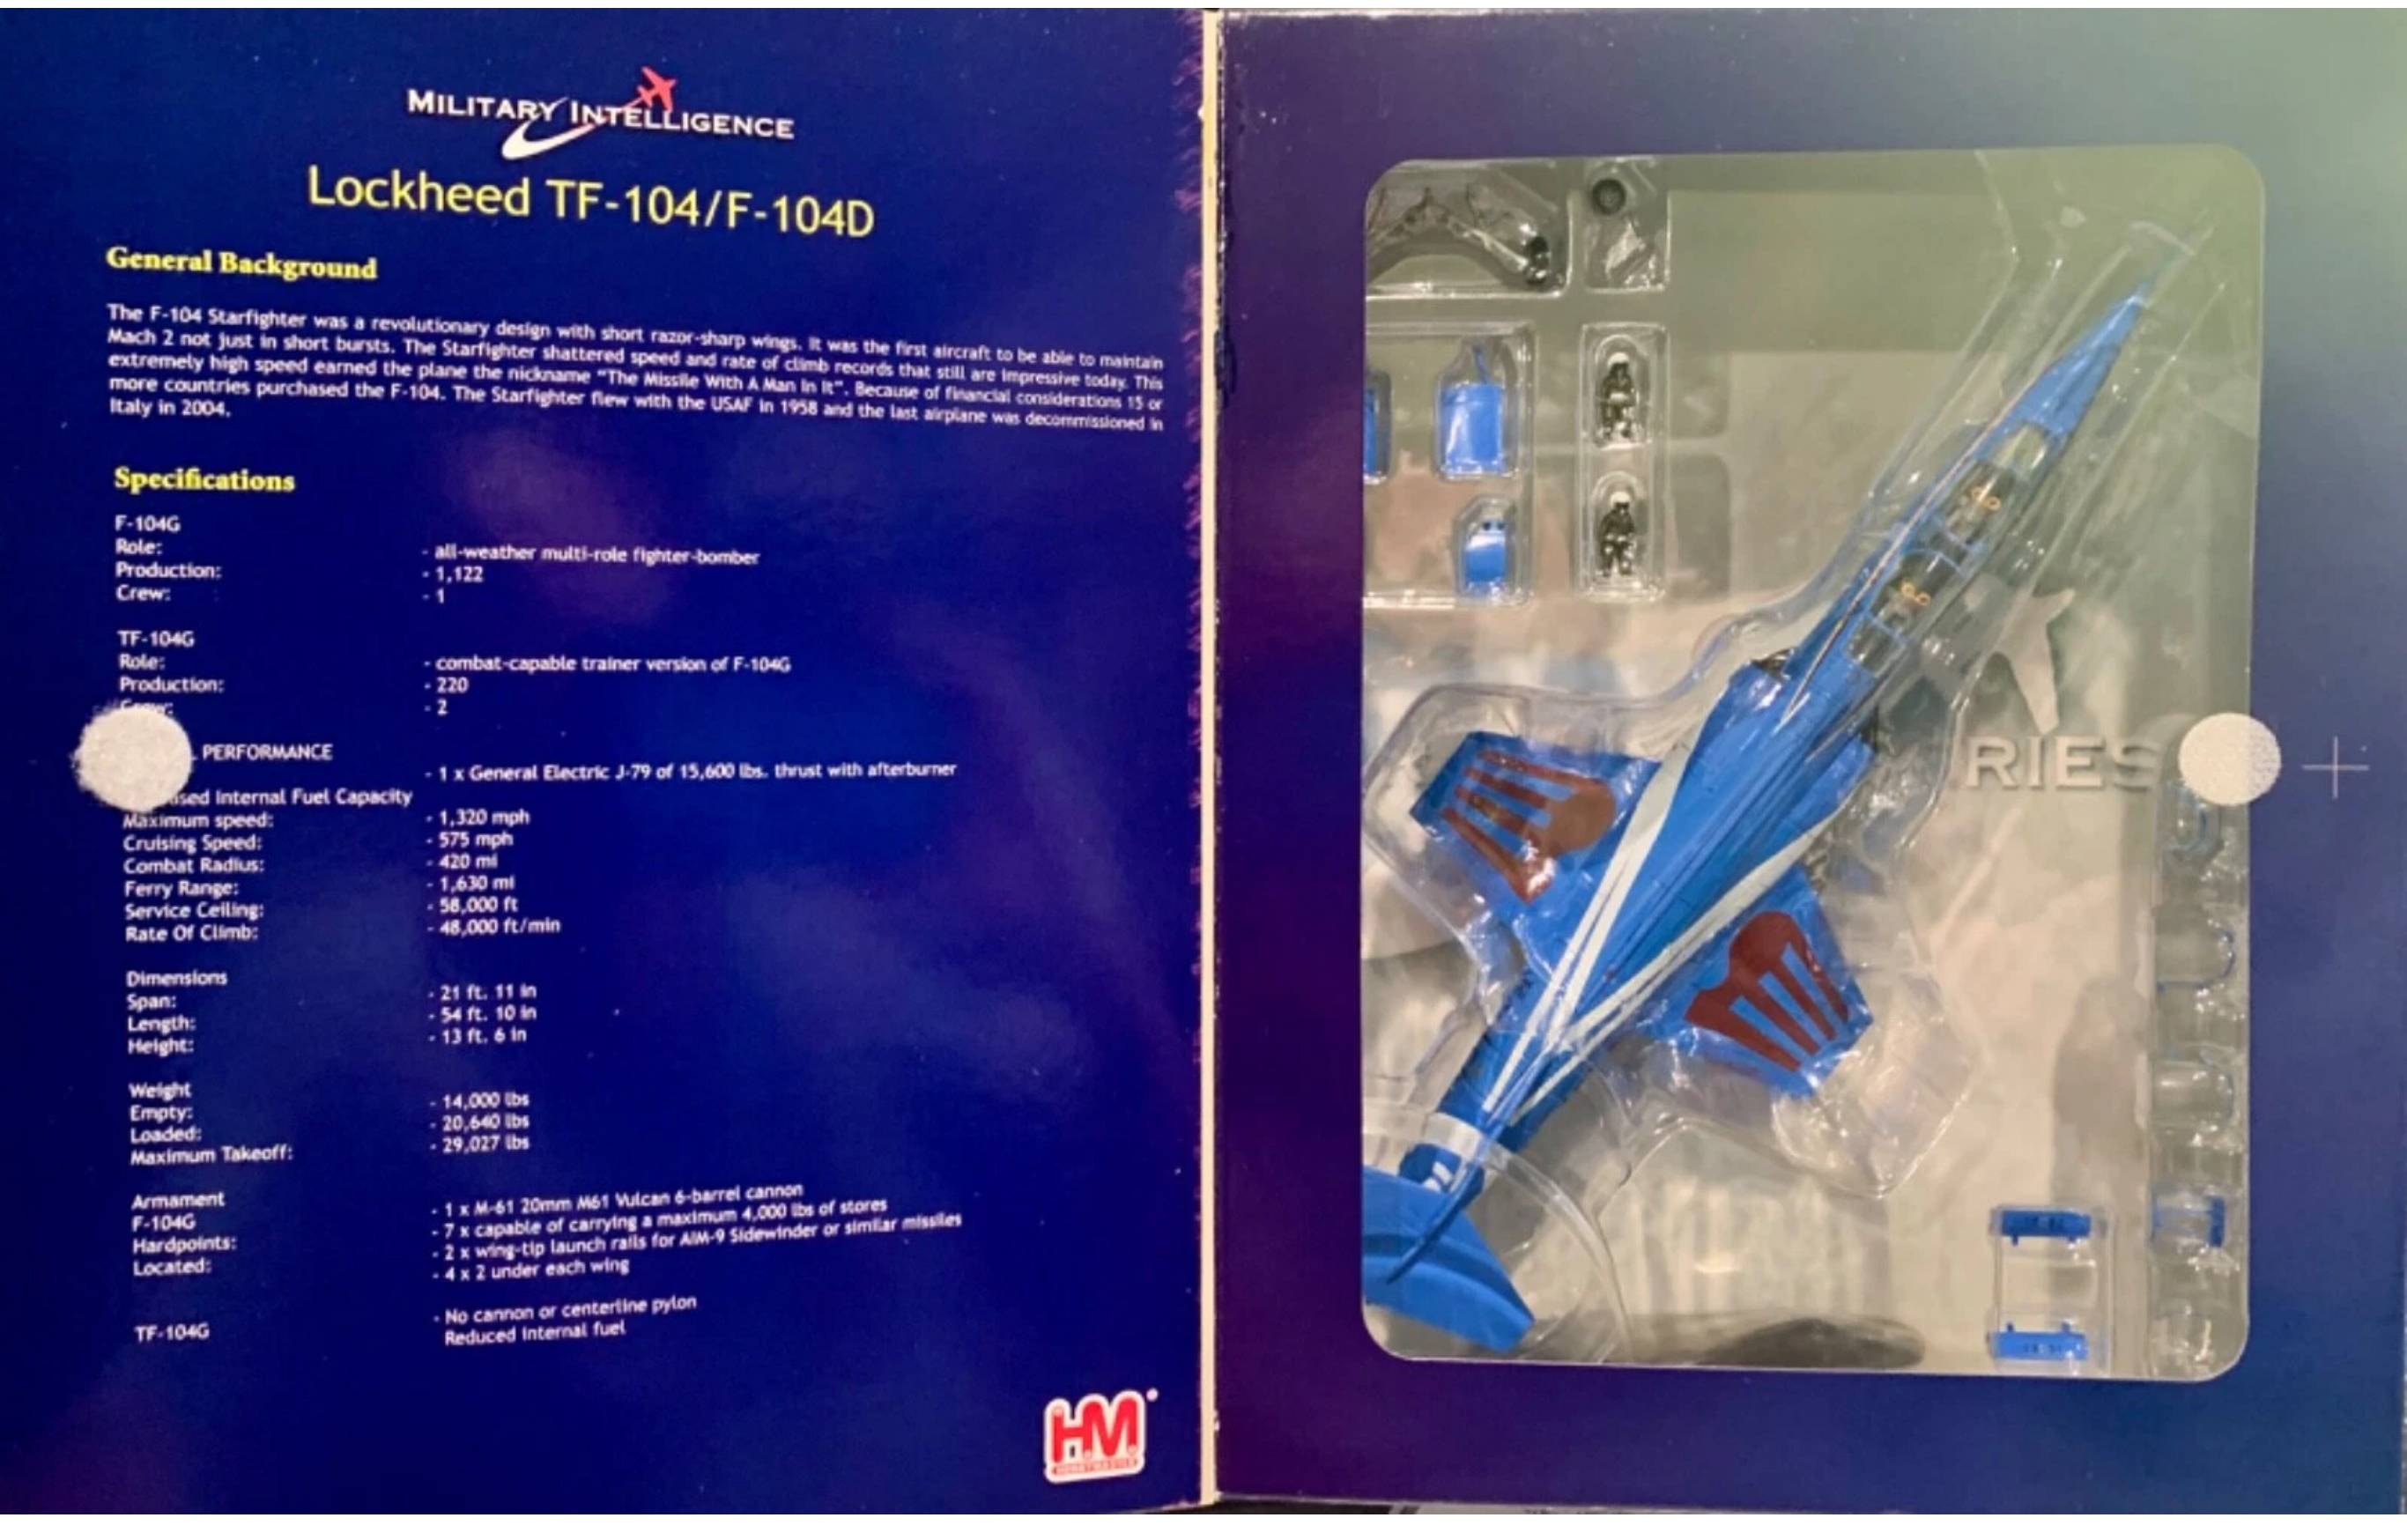 MILITARY INTELLIGENCE
Lockheed TF-104/F-104D
General Background
The F-104 Starfighter was a revolutionary design with short razor-sharp wings. It was the first aircraft to be able to maintain
Mach 2 not just in short bursts. The Starfighter shattered speed and rate of climb records that still are impressive today. This
extremely high speed earned the plane the nickname "The Missile With A Man In It". Because of financial considerations 15 or
more countries purchased the F-104. The Starfighter flew with the USAF in 1958 and the last airplane was decommissioned in
Italy in 2004.
Specifications
F-104G
Role: - all-weather multi-role fighter-bomber
Production: - 1,122
Crew: - 1
TF-104G
Role: - combat-capable trainer version of F-104G
Production: - 220
Crew: - 2
PERFORMANCE
- 1 x General Electric J-79 of 15,600 lbs. thrust with afterburner
Internal Fuel Capacity
Maximum speed: - 1,320 mph
Cruising Speed: - 575 mph
Combat Radius: - 420 mi
Ferry Range: - 1,630 mi
Service Ceiling: - 58,000 ft
Rate Of Climb: - 48,000 ft/min
Dimensions
Span: - 21 ft. 11 in
Length: - 54 ft. 10 in
Height: - 13 ft. 6 in
Weight
Empty: - 14,000 lbs
Loaded: - 20,640 lbs
Maximum Takeoff: - 29,027 lbs
Armament
F-104G - 1 x M-61 20mm M61 Vulcan 6-barrel cannon
Hardpoints: - 7 x capable of carrying a maximum 4,000 lbs of stores
Located: - 2 x wing-tip launch rails for AIM-9 Sidewinder or similar missiles
- 4 x 2 under each wing
TF-104G - No cannon or centerline pylon
Reduced internal fuel
HM
HOBBYMASTER
RIES